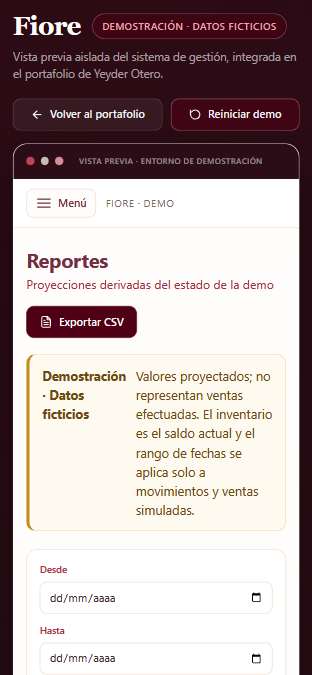 Fiore
DEMOSTRACIÓN · DATOS FICTICIOS
Vista previa aislada del sistema de gestión, integrada en
el portafolio de Yeyder Otero.
Volver al portafolio
Reiniciar demo
VISTA PREVIA · ENTORNO DE DEMOSTRACIÓN
Menú
FIORE · DEMO
Reportes
Proyecciones derivadas del estado de la demo
Exportar CSV
Demostración
· Datos
ficticios
Valores proyectados; no
representan ventas
efectuadas. El inventario
es el saldo actual y el
rango de fechas se
aplica solo a
movimientos y ventas
simuladas.
Desde
dd/mm/aaaa
Hasta
dd/mm/aaaa